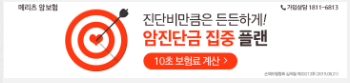 메리츠 암보험
가입상담 1811-6813
진단비만큼은 든든하게!
암진단금 집중 플랜
10초 보험료 계산 >